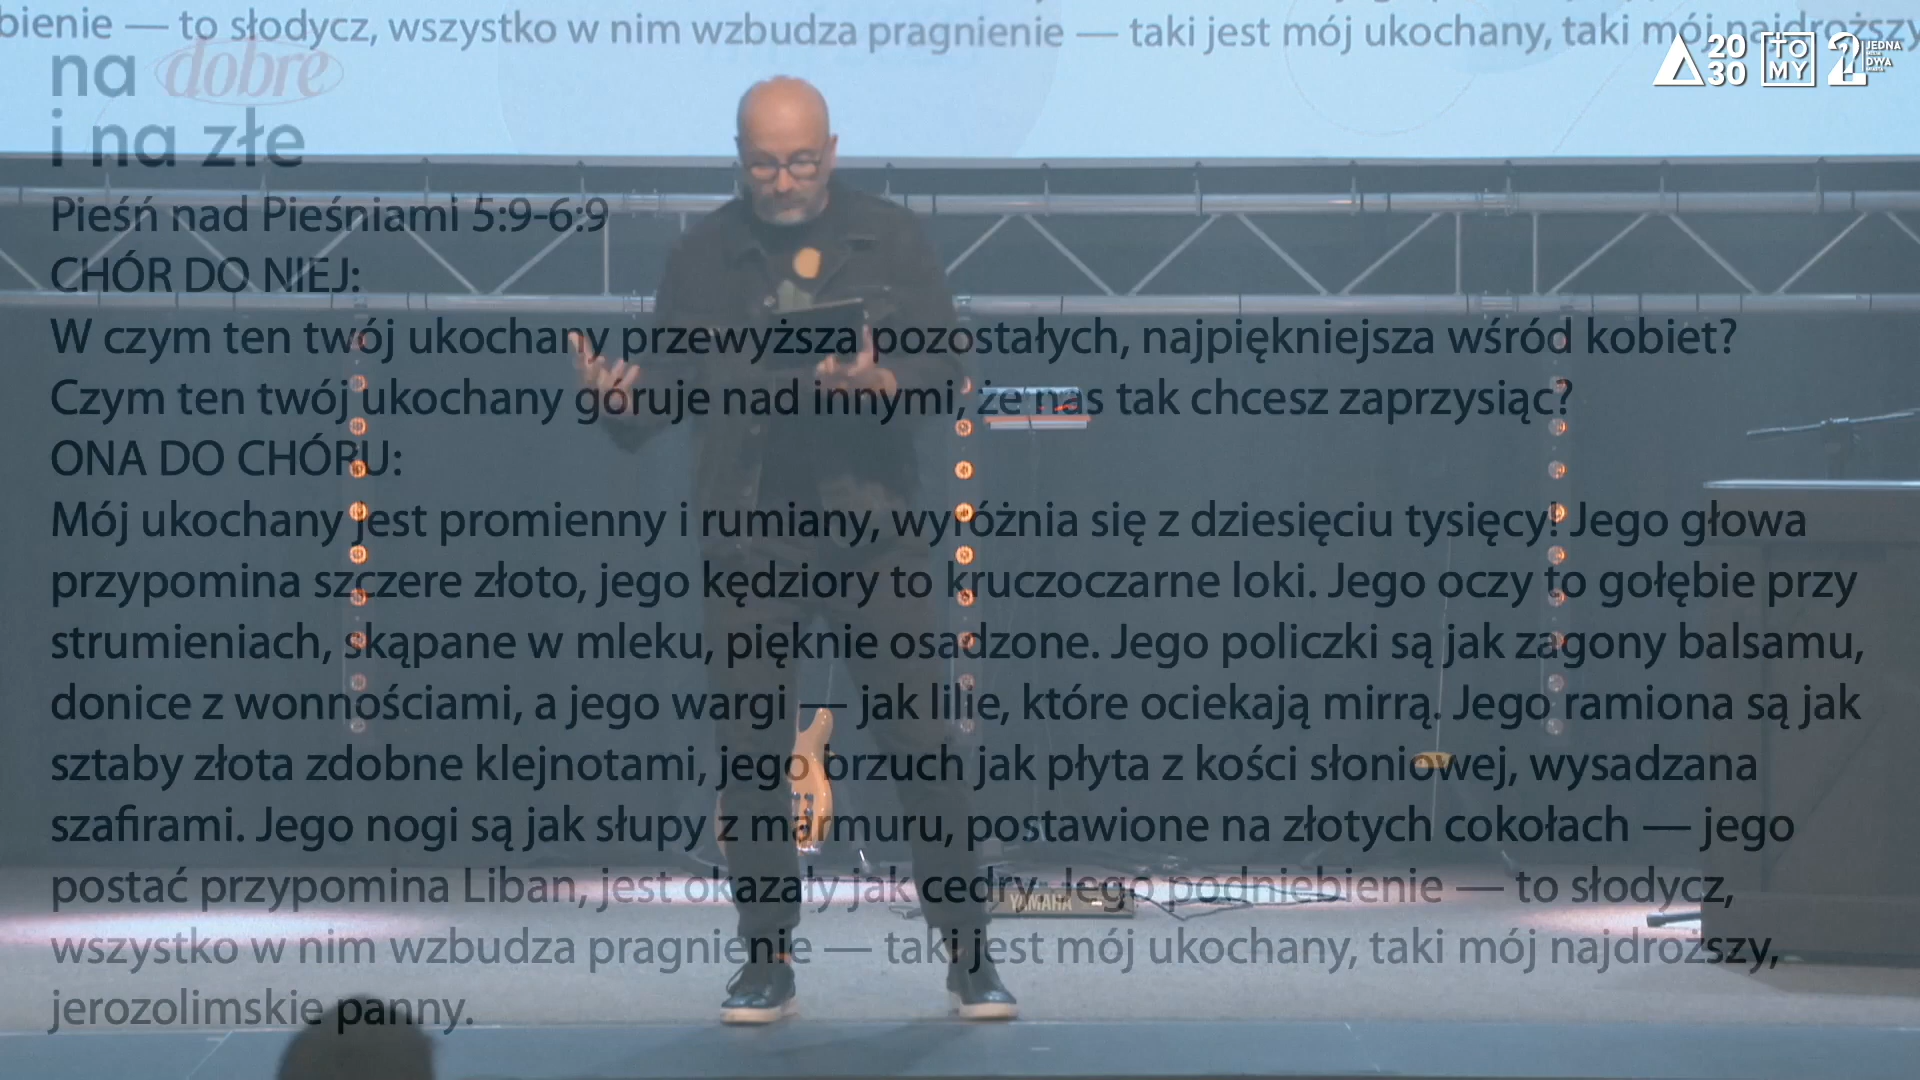 bienie — to słodycz, wszystko w nim wzbudza pragnienie — taki jest mój ukochany, taki mój najdroższy
20
30
TO
MY
2
JEDNA
DWA
na dobre
i na złe
Pieśń nad Pieśniami 5:9-6:9
CHÓR DO NIEJ:
W czym ten twój ukochany przewyższa pozostałych, najpiękniejsza wśród kobiet?
Czym ten twój ukochany góruje nad innymi, że nas tak chcesz zaprzysiąc?
ONA DO CHÓRU:
Mój ukochany jest promienny i rumiany, wyróżnia się z dziesięciu tysięcy! Jego głowa
przypomina szczere złoto, jego kędziory to kruczoczarne loki. Jego oczy to gołębie przy
strumieniach, skąpane w mleku, pięknie osadzone. Jego policzki są jak zagony balsamu,
donice z wonnościami, a jego wargi — jak lilie, które ociekają mirrą. Jego ramiona są jak
sztaby złota zdobne klejnotami, jego brzuch jak płyta z kości słoniowej, wysadzana
szafirami. Jego nogi są jak słupy z marmuru, postawione na złotych cokołach — jego
postać przypomina Liban, jest okazały jak cedry. Jego podniebienie — to słodycz,
YAMAHA
wszystko w nim wzbudza pragnienie — taki jest mój ukochany, taki mój najdroższy,
jerozolimskie panny.